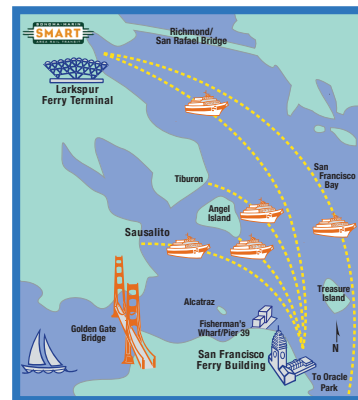 SONOMA-MARIN
SMART
AREA RAIL TRANSIT
Richmond/
San Rafael Bridge
Larkspur
Ferry Terminal
San
Francisco
Bay
Tiburon
Angel
Island
Sausalito
Treasure
Island
Alcatraz
Golden Gate
Bridge
Fisherman's
Wharf/Pier 39
N
San Francisco
Ferry Building
To Oracle
Park